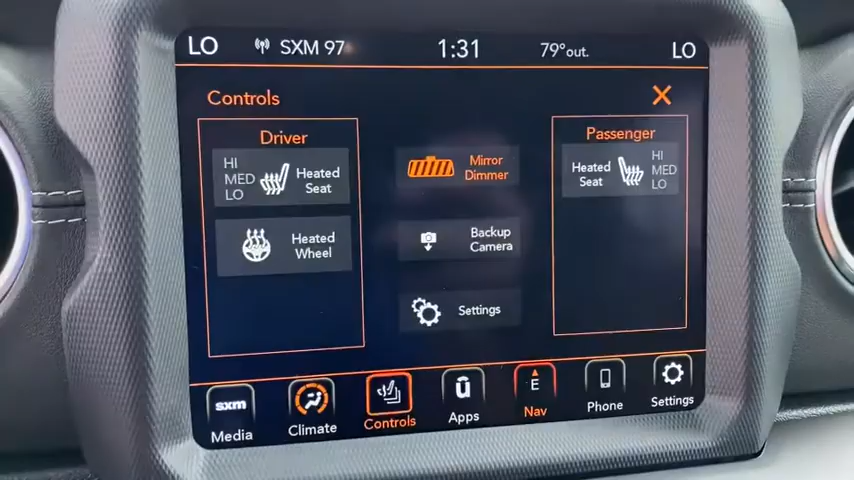 LO SXM 97 1:31 79°out. LO
Controls X
Driver
HI
MED
LO
Heated
Seat
Heated
Wheel
Mirror
Dimmer
Backup
Camera
Settings
Passenger
Heated
Seat
HI
MED
LO
sxm
Media
Climate
Controls
ū
Apps
E
Nav
Phone
Settings